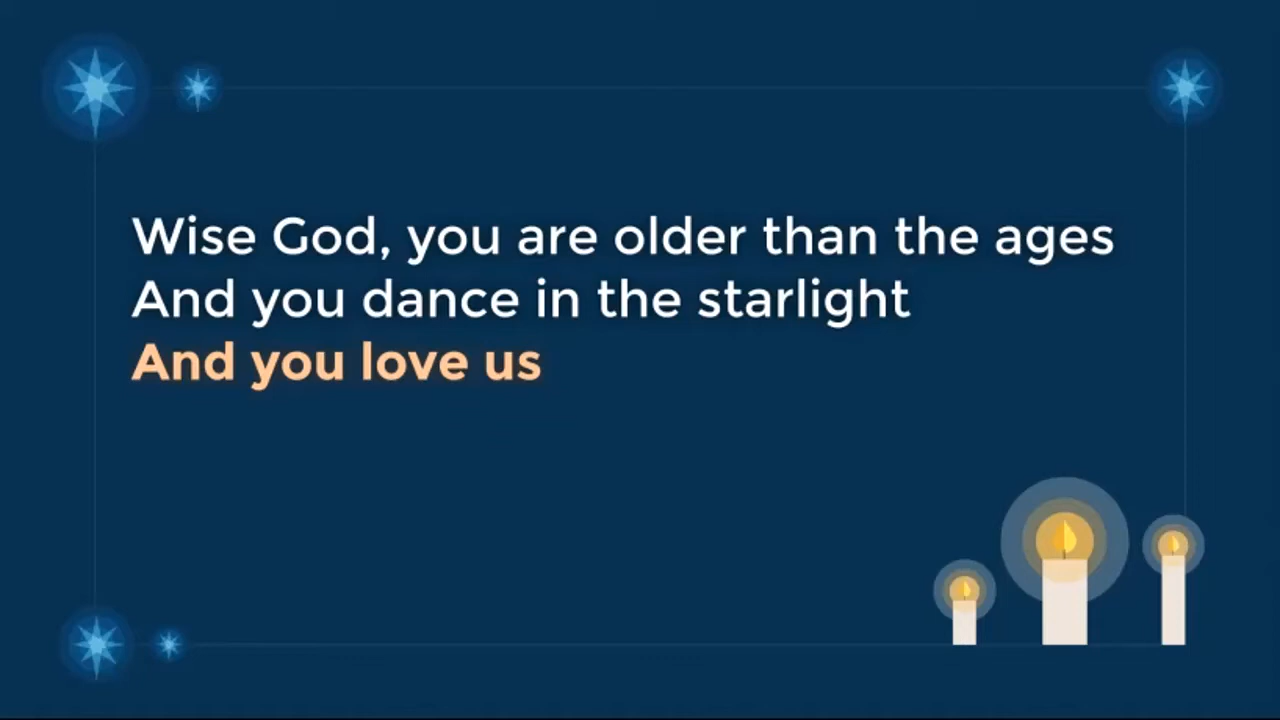 Wise God, you are older than the ages
And you dance in the starlight
And you love us